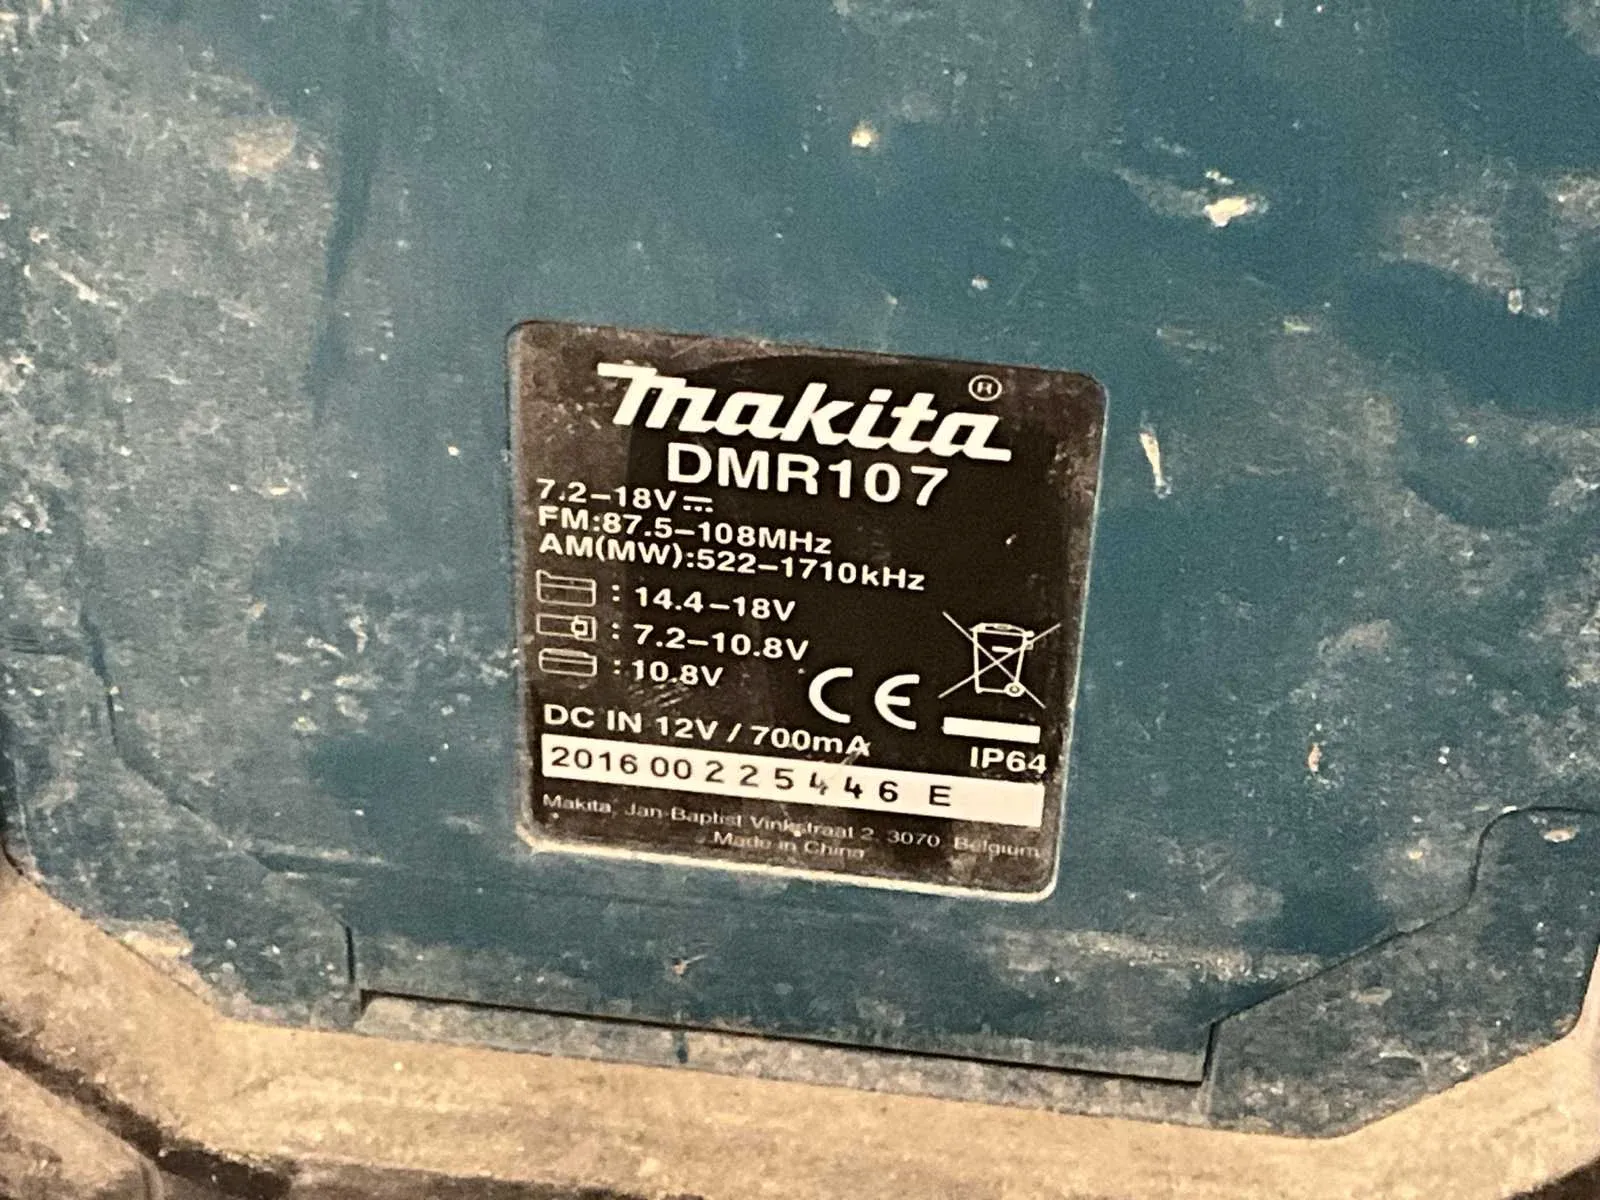 makita®
DMR107
7.2–18V⎓
FM:87.5–108MHz
AM(MW):522–1710kHz
: 14.4–18V
: 7.2–10.8V
: 10.8V
CE
DC IN 12V / 700mA
IP64
2016 00 225446 E
Makita, Jan-Baptist Vinkstraat 2, 3070 Belgium
Made in China